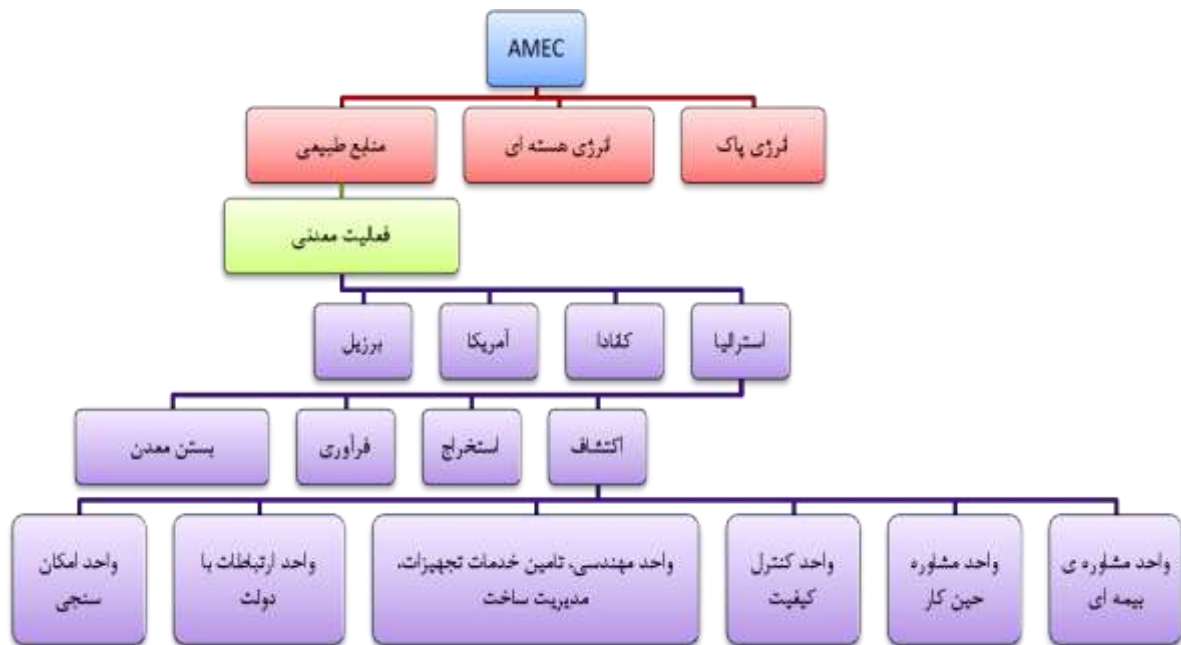 AMEC
انرژی پاک
انرژی هسته ای
منابع طبیعی
فعالیت معدنی
استرالیا
کانادا
آمریکا
برزیل
اکتشاف
استخراج
فرآوری
بستن معدن
واحد مشاوره ی
بیمه ای
واحد مشاوره
حین کار
واحد کنترل
کیفیت
واحد مهندسی، تامین خدمات تجهیزات،
مدیریت ساخت
واحد ارتباطات با
دولت
واحد امکان
سنجی